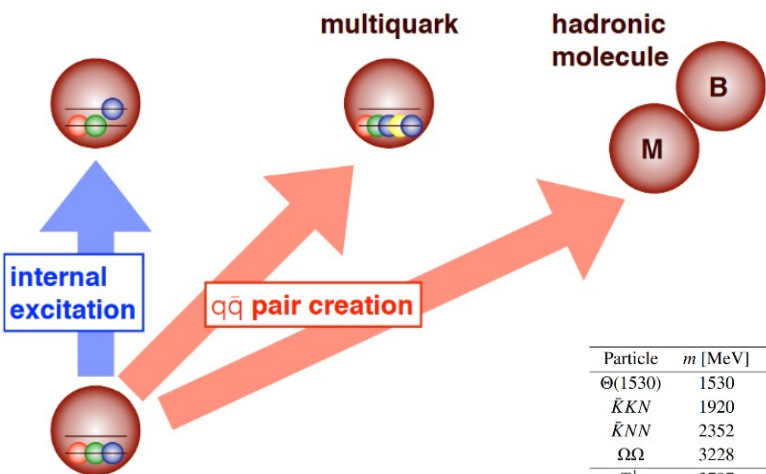 multiquark
hadronic
molecule
B
M
internal
excitation
qq̄ pair creation
Particle m [MeV]
Θ(1530) 1530
K̄KN 1920
K̄NN 2352
ΩΩ 3228